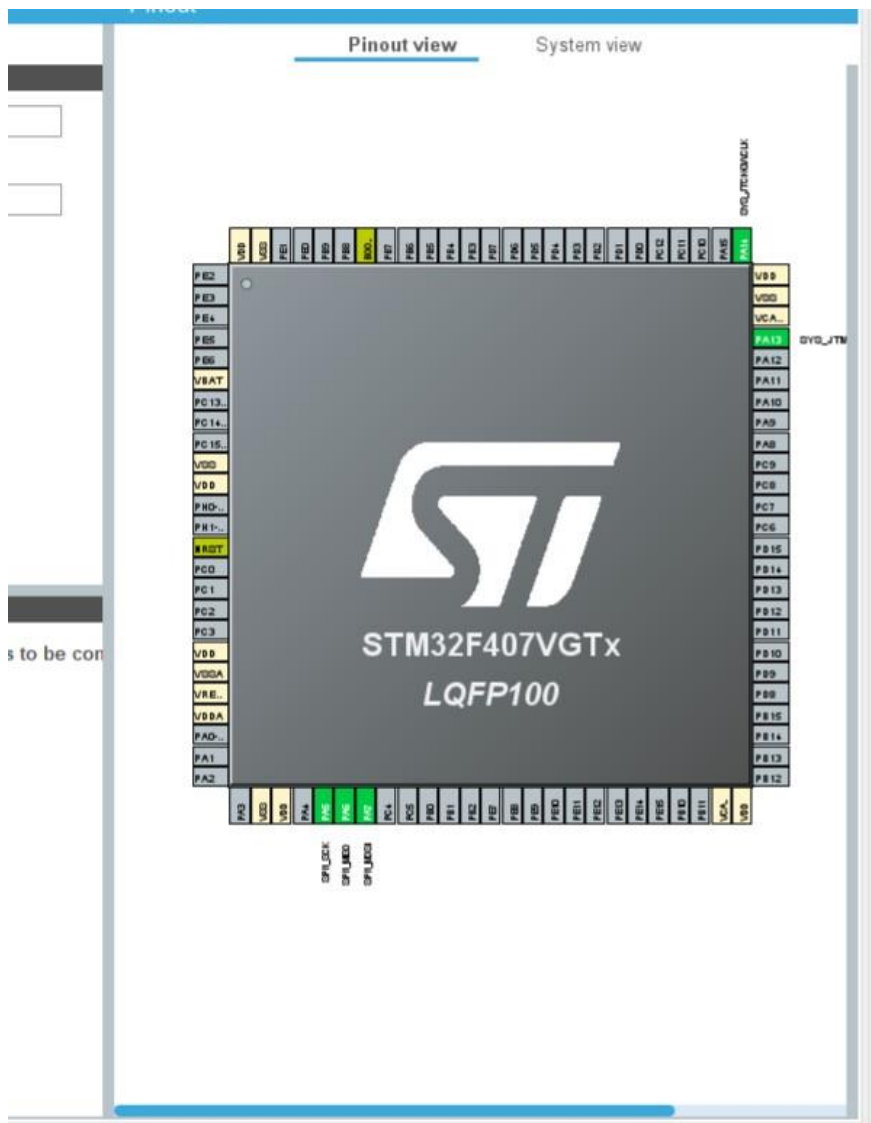 Pinout
Pinout view
System view
s to be con
VDD
PE1
PE0
PB9
PB8
BOO..
PB7
PB6
PB5
PB4
PB3
PD7
PD6
PD5
PD4
PD3
PD2
PD1
PD0
PC12
PC11
PC10
PA15
PA14
PE2
PE3
PE4
PE5
PE6
VBAT
PC13..
PC14..
PC15..
VSS
VDD
PH0-..
PH1-..
NRST
PC0
PC1
PC2
PC3
VDD
VSSA
VRE..
VDDA
PA0-..
PA1
PA2
VDD
VSS
VCA..
PA13
SYS_JTM
PA12
PA11
PA10
PA9
PA8
PC9
PC8
PC7
PC6
PD15
PD14
PD13
PD12
PD11
PD10
PD9
PD8
PB15
PB14
PB13
PB12
ST
STM32F407VGTx
LQFP100
PA3
VSS
VDD
PA4
PA5
PA6
PA7
PC4
PC5
PB0
PB1
PB2
PE7
PE8
PE9
PE10
PE11
PE12
PE13
PE14
PE15
PB10
PB11
VCA..
VDD
SPI1_SCK
SPI1_MISO
SPI1_MOSI